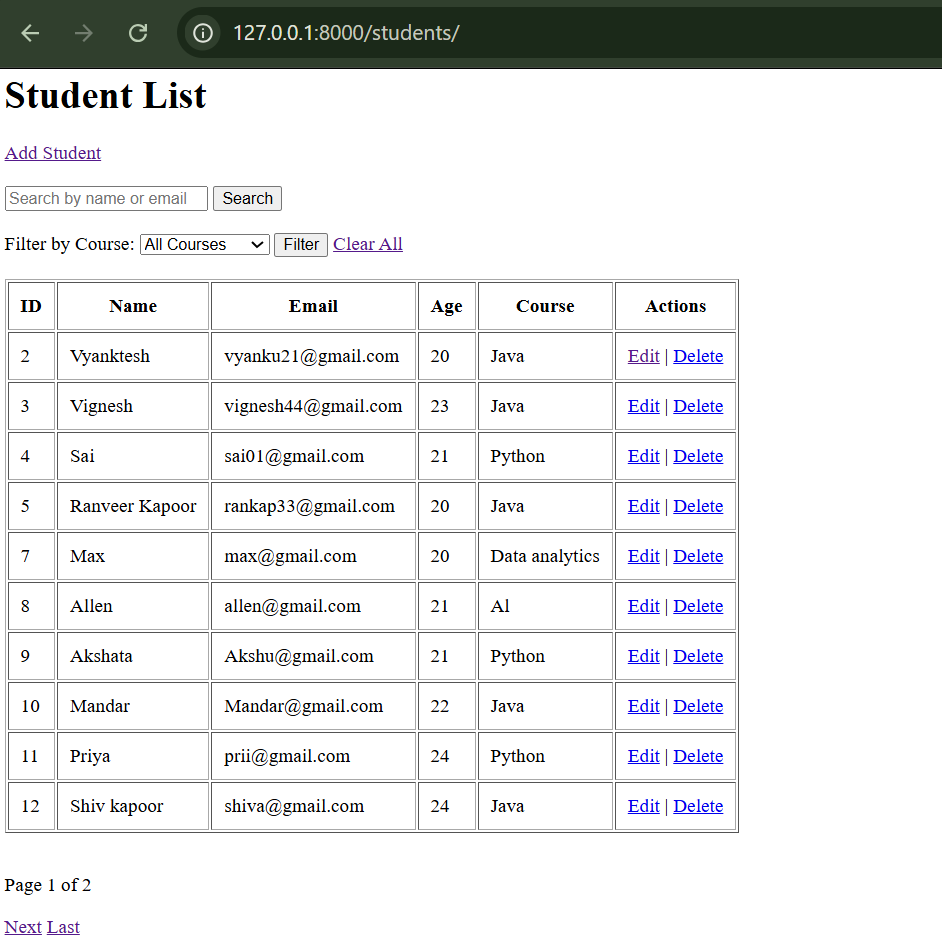 127.0.0.1:8000/students/
Student List
Add Student
Search by name or email Search
Filter by Course: All Courses Filter Clear All
ID Name Email Age Course Actions
2 Vyanktesh vyanku21@gmail.com 20 Java Edit | Delete
3 Vignesh vignesh44@gmail.com 23 Java Edit | Delete
4 Sai sai01@gmail.com 21 Python Edit | Delete
5 Ranveer Kapoor rankap33@gmail.com 20 Java Edit | Delete
7 Max max@gmail.com 20 Data analytics Edit | Delete
8 Allen allen@gmail.com 21 Al Edit | Delete
9 Akshata Akshu@gmail.com 21 Python Edit | Delete
10 Mandar Mandar@gmail.com 22 Java Edit | Delete
11 Priya prii@gmail.com 24 Python Edit | Delete
12 Shiv kapoor shiva@gmail.com 24 Java Edit | Delete
Page 1 of 2
Next Last